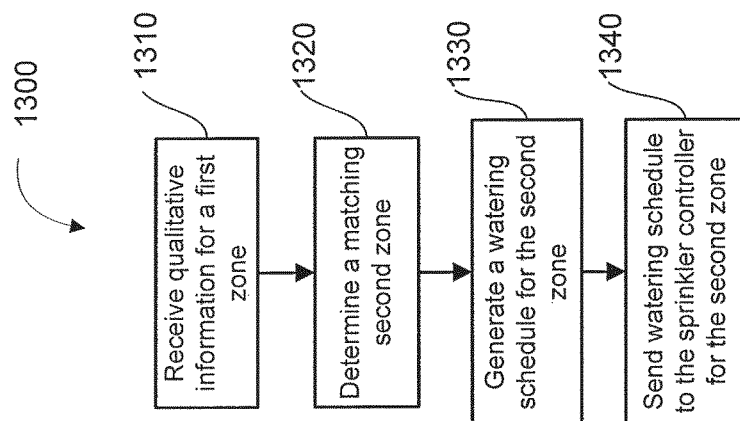 1300
1310
Receive qualitative
information for a first
zone
1320
Determine a matching
second zone
1330
Generate a watering
schedule for the second
zone
1340
Send watering schedule
to the sprinkler controller
for the second zone